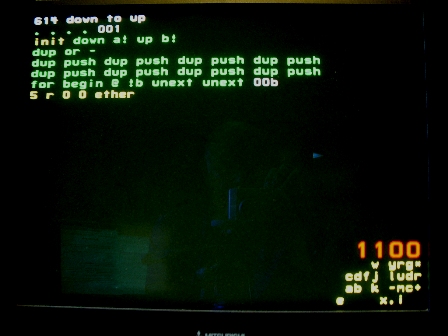 614 down to up
. . . . 001
init down a! up b!
dup or -
dup push dup push dup push dup push
dup push dup push dup push dup push
for begin @ !b unext unext 00b
5 r 0 0 ether
1100
w yrg*
cdfj ludr
ab k -mc+
e x.i
MITSUBISHI